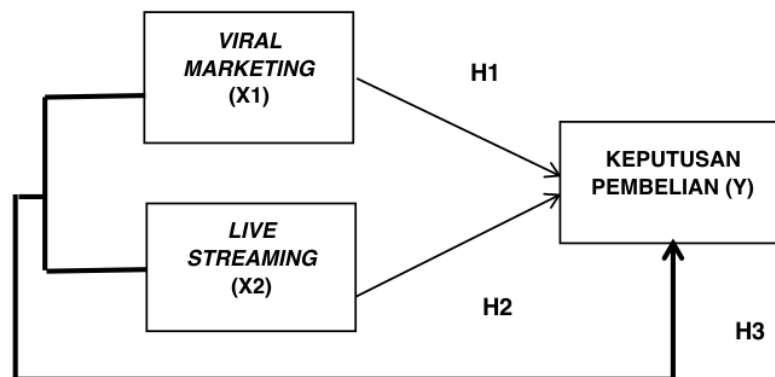 VIRAL
MARKETING
(X1)
H1
KEPUTUSAN
PEMBELIAN (Y)
LIVE
STREAMING
(X2)
H2
H3